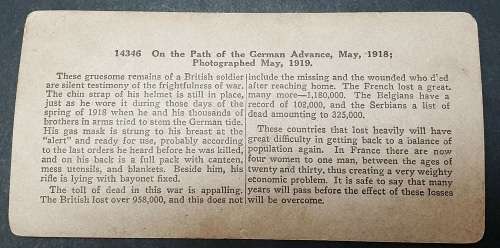 14346 On the Path of the German Advance, May, 1918;
Photographed May, 1919.
These gruesome remains of a British soldier
are silent testimony of the frightfulness of war.
The chin strap of his helmet is still in place,
just as he wore it during those days of the
spring of 1918 when he and his thousands of
brothers in arms tried to stem the German tide.
His gas mask is strung to his breast at the
"alert" and ready for use, probably according
to the last orders he heard before he was killed,
and on his back is a full pack with canteen,
mess utensils, and blankets. Beside him, his
rifle is lying with bayonet fixed.
The toll of dead in this war is appalling.
The British lost over 958,000, and this does not
include the missing and the wounded who died
after reaching home. The French lost a great
many more—1,180,000. The Belgians have a
record of 102,000, and the Serbians a list of
dead amounting to 325,000.
These countries that lost heavily will have
great difficulty in getting back to a balance of
population again. In France there are now
four women to one man, between the ages of
twenty and thirty, thus creating a very weighty
economic problem. It is safe to say that many
years will pass before the effect of these losses
will be overcome.